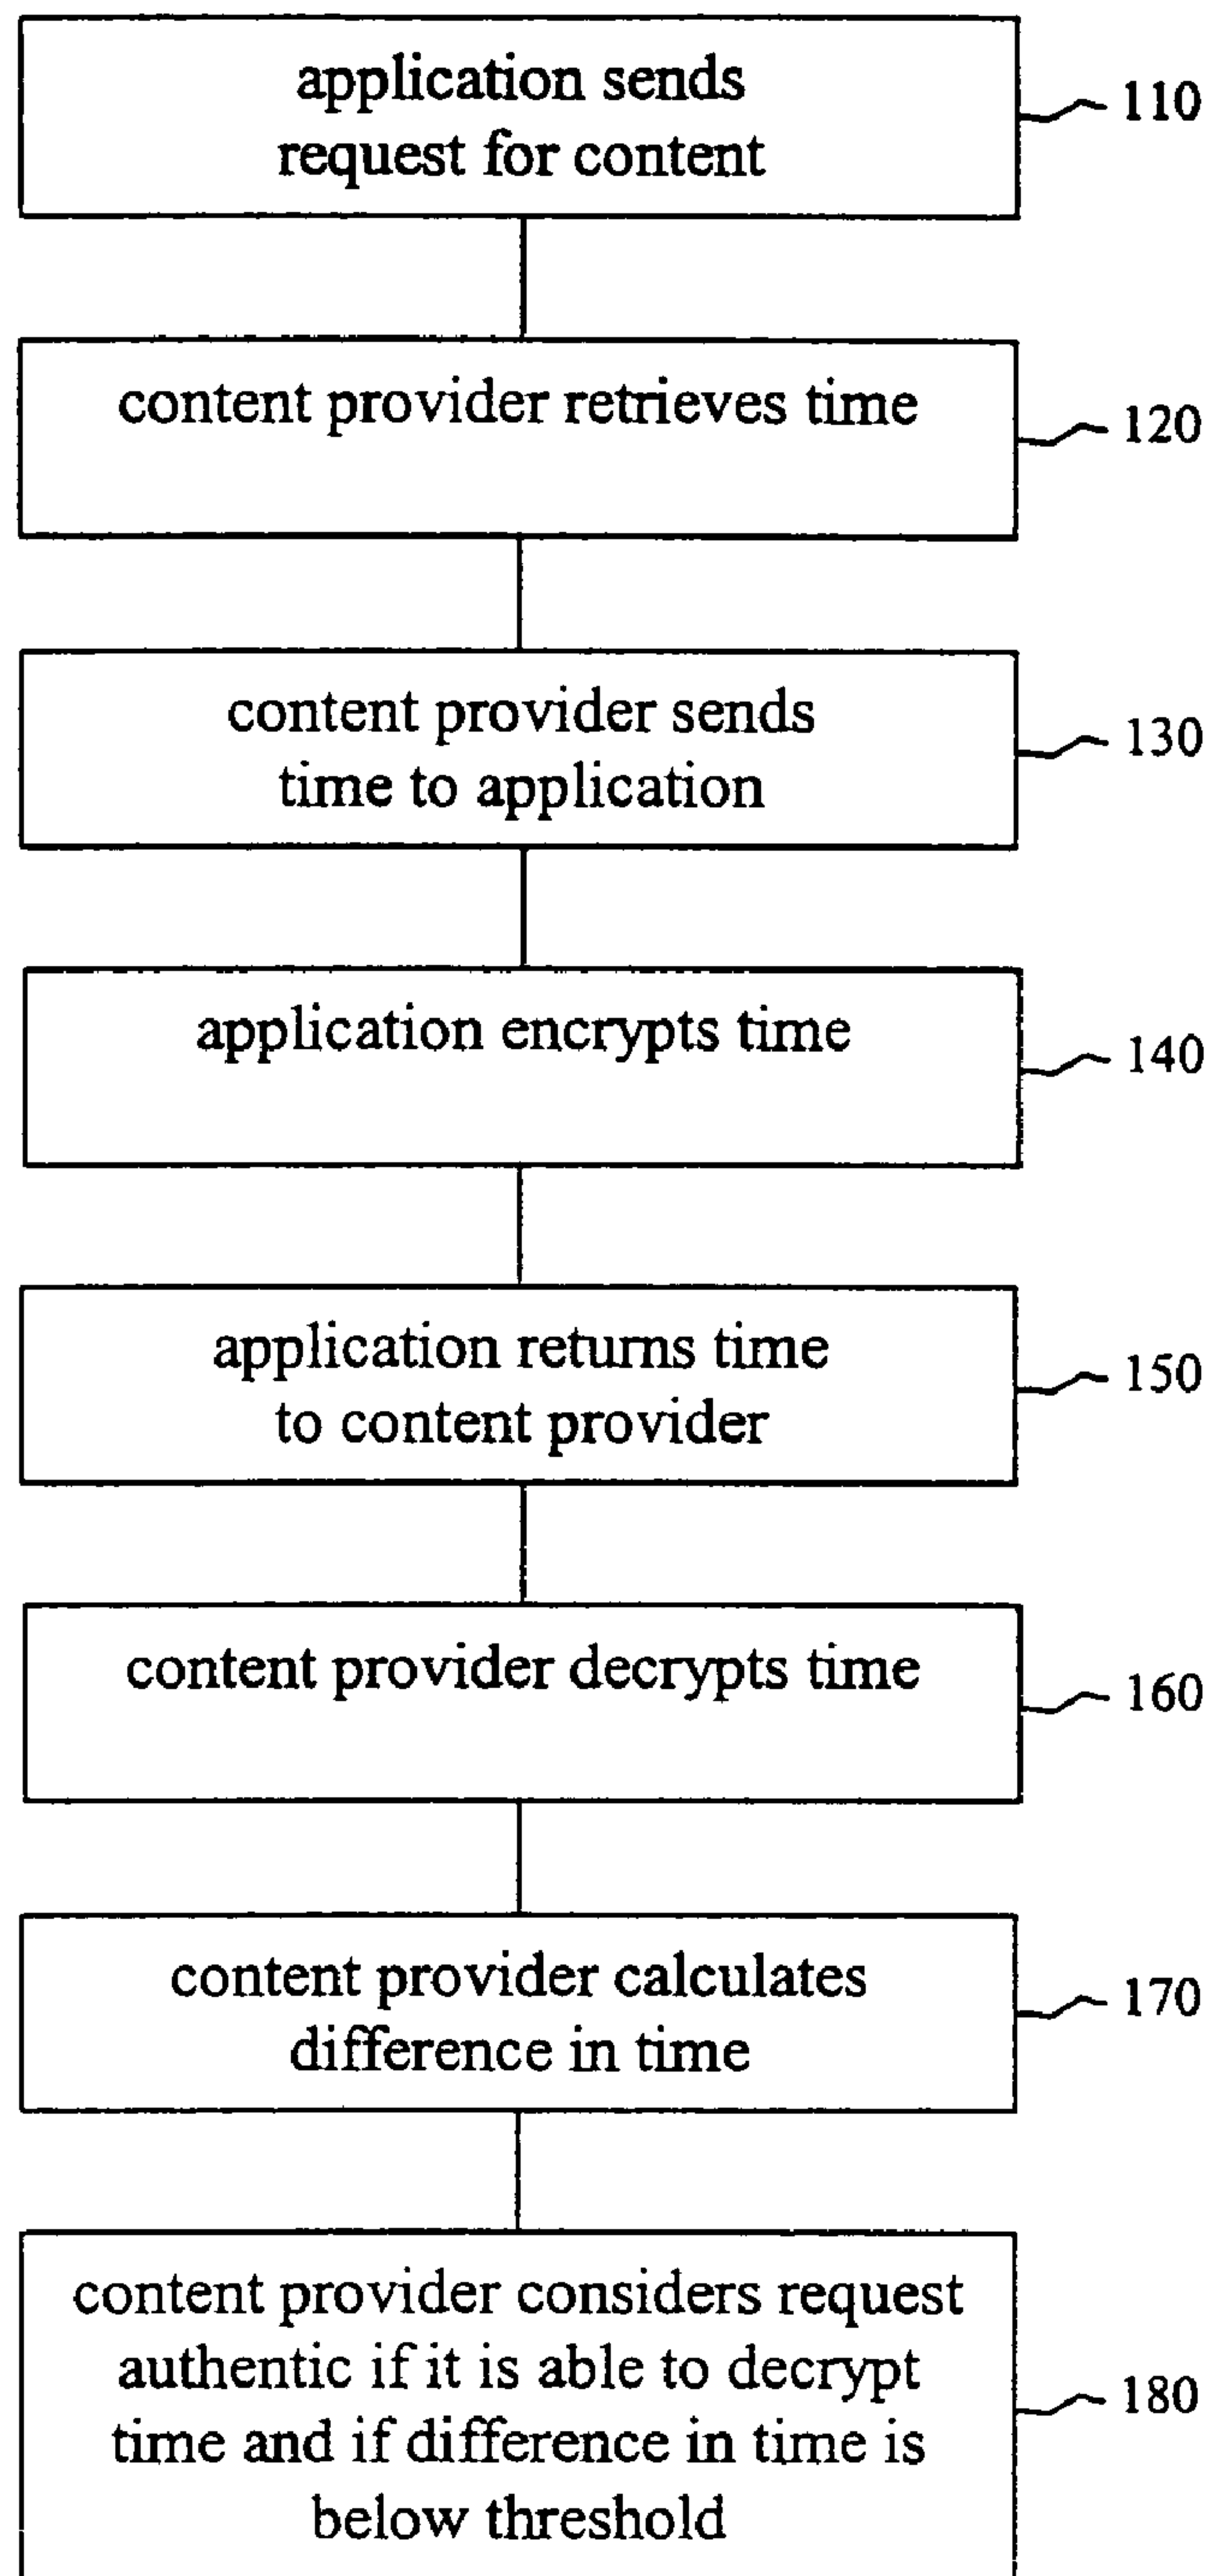 application sends
request for content
110
content provider retrieves time
120
content provider sends
time to application
130
application encrypts time
140
application returns time
to content provider
150
content provider decrypts time
160
content provider calculates
difference in time
170
content provider considers request
authentic if it is able to decrypt
time and if difference in time is
below threshold
180